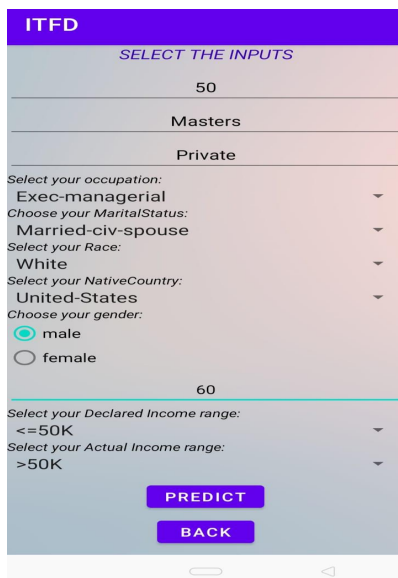 ITFD
SELECT THE INPUTS
50
Masters
Private
Select your occupation:
Exec-managerial
Choose your MaritalStatus:
Married-civ-spouse
Select your Race:
White
Select your NativeCountry:
United-States
Choose your gender:
male
female
60
Select your Declared Income range:
<=50K
Select your Actual Income range:
>50K
PREDICT
BACK